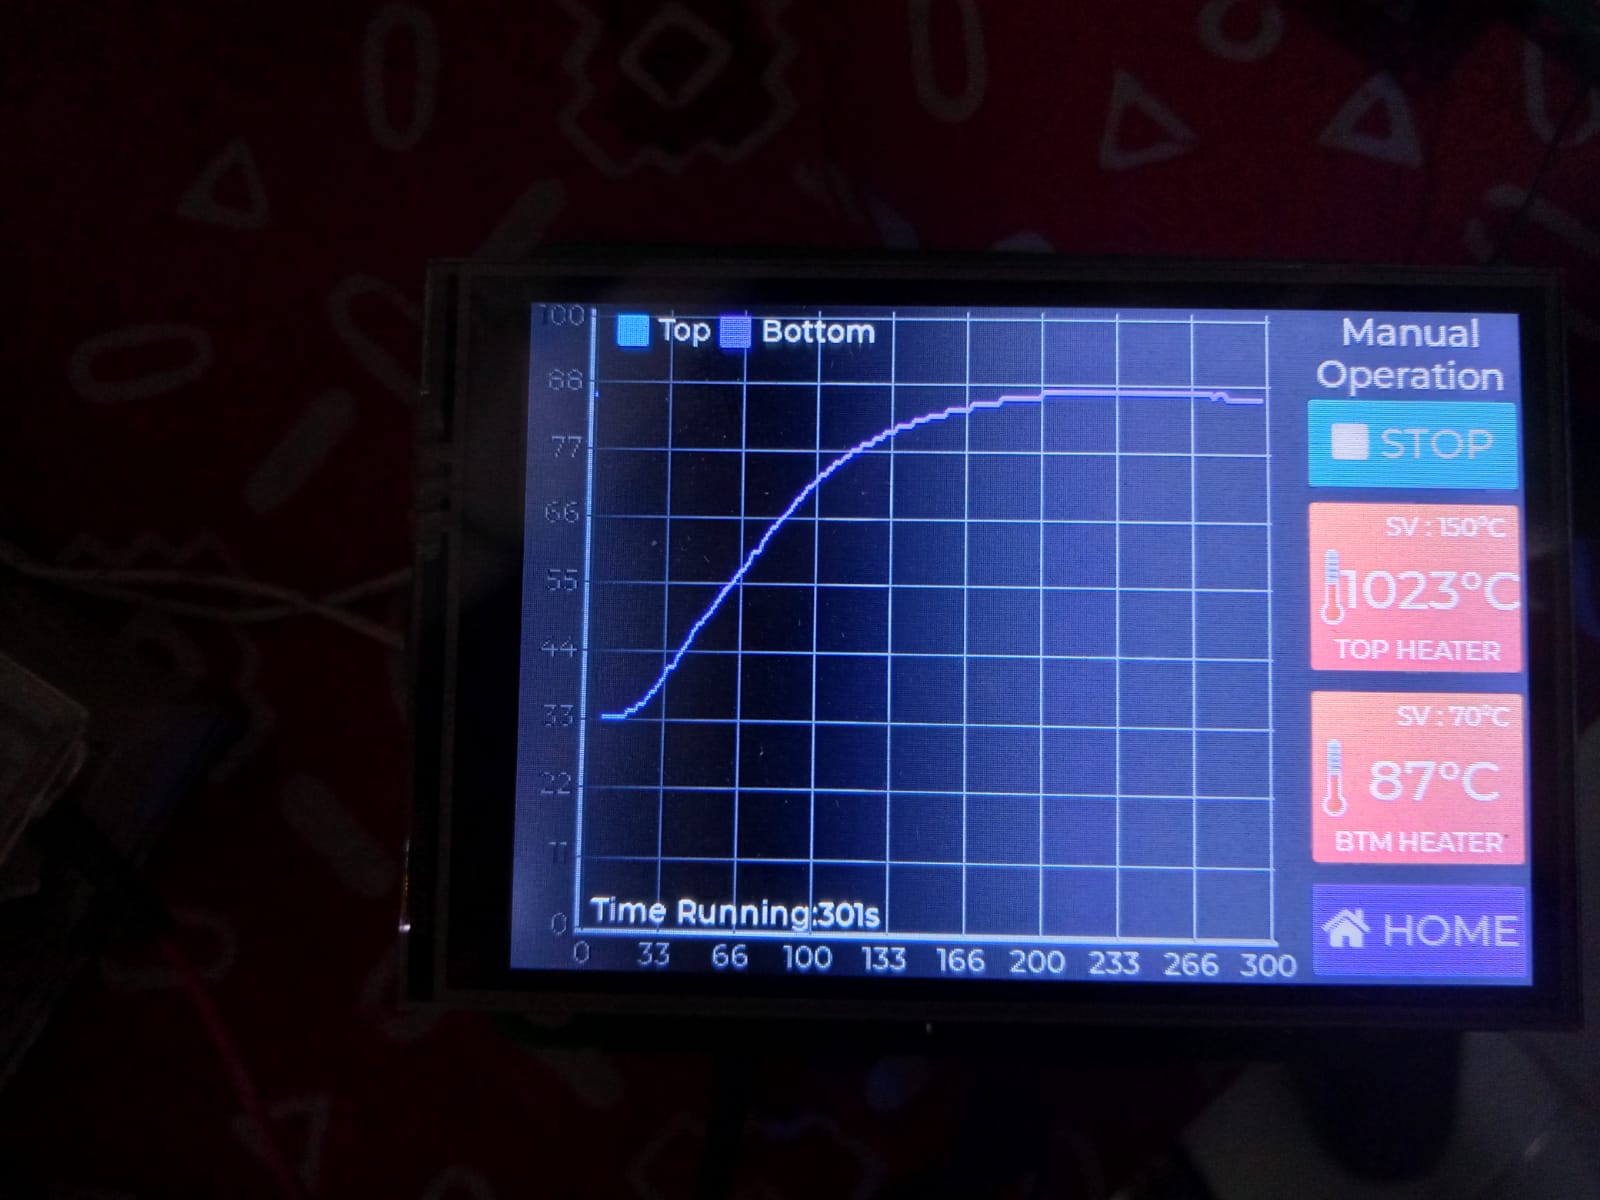 100
Top Bottom
88
77
66
55
44
33
22
11
0
Time Running:301s
0 33 66 100 133 166 200 233 266 300
Manual
Operation
STOP
SV : 150°C
1023°C
TOP HEATER
SV : 70°C
87°C
BTM HEATER
HOME